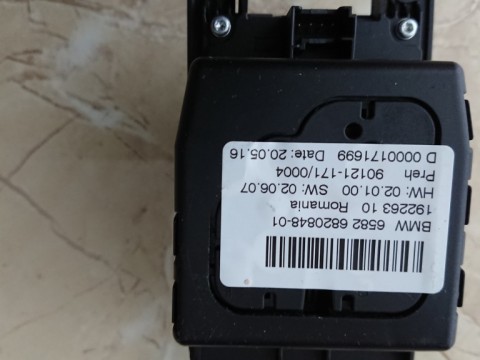 BMW 6582 6820848-01
192263 10 Romania
HW: 02.01.00 SW: 02.06.07
Preh 90121-171/0004
D 0000171699 Date: 20.05.16